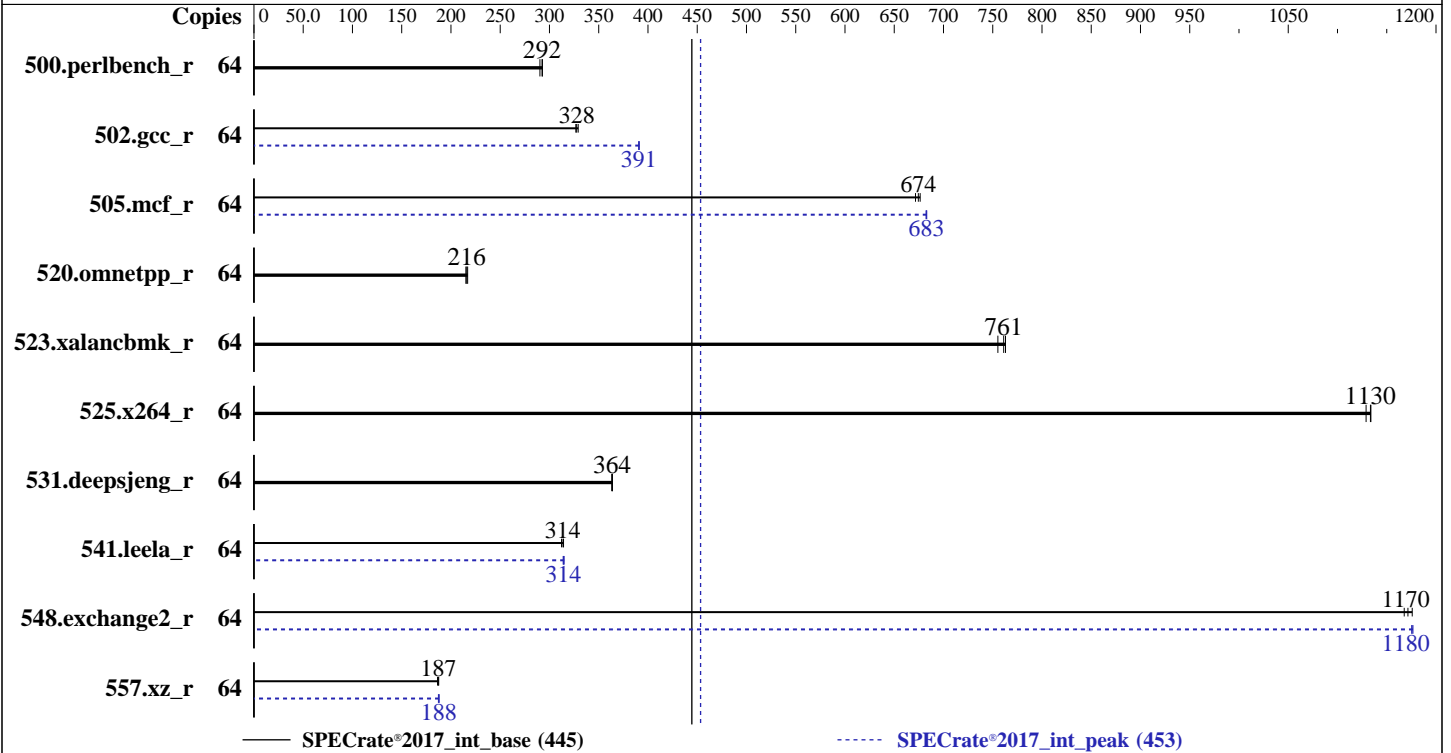 Copies 0 50.0 100 150 200 250 300 350 400 450 500 550 600 650 700 750 800 850 900 950 1050 1200
500.perlbench_r 64 292
502.gcc_r 64 328
391
505.mcf_r 64 674
683
520.omnetpp_r 64 216
523.xalancbmk_r 64 761
525.x264_r 64 1130
531.deepsjeng_r 64 364
541.leela_r 64 314
314
548.exchange2_r 64 1170
1180
557.xz_r 64 187
188
SPECrate®2017_int_base (445) SPECrate®2017_int_peak (453)